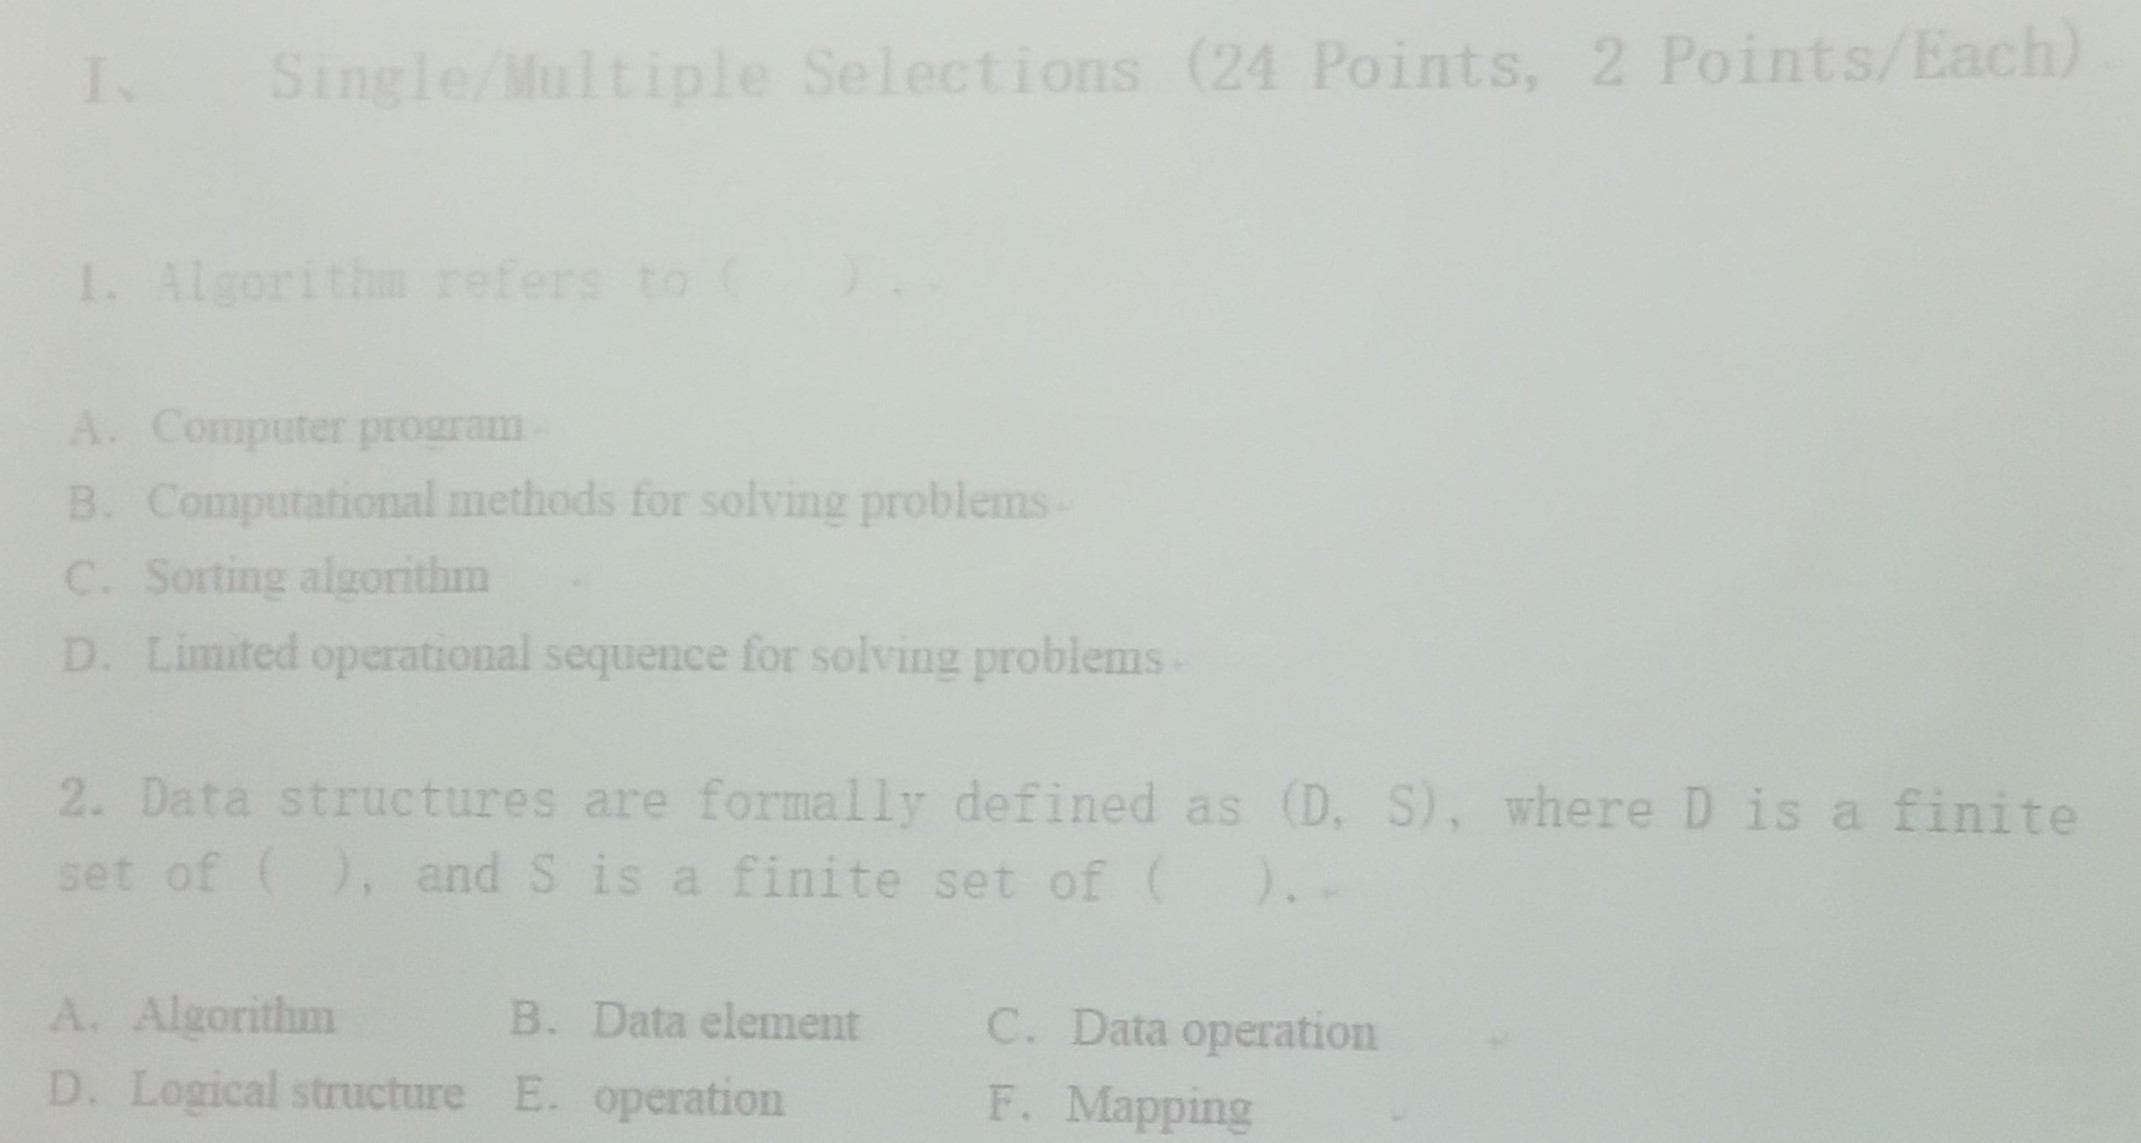 I、 Single/Multiple Selections (24 Points, 2 Points/Each)
1. Algorithm refers to ( ).
A. Computer program
B. Computational methods for solving problems
C. Sorting algorithm
D. Limited operational sequence for solving problems
2. Data structures are formally defined as (D, S), where D is a finite
set of ( ), and S is a finite set of ( ).
A. Algorithm B. Data element C. Data operation
D. Logical structure E. operation F. Mapping